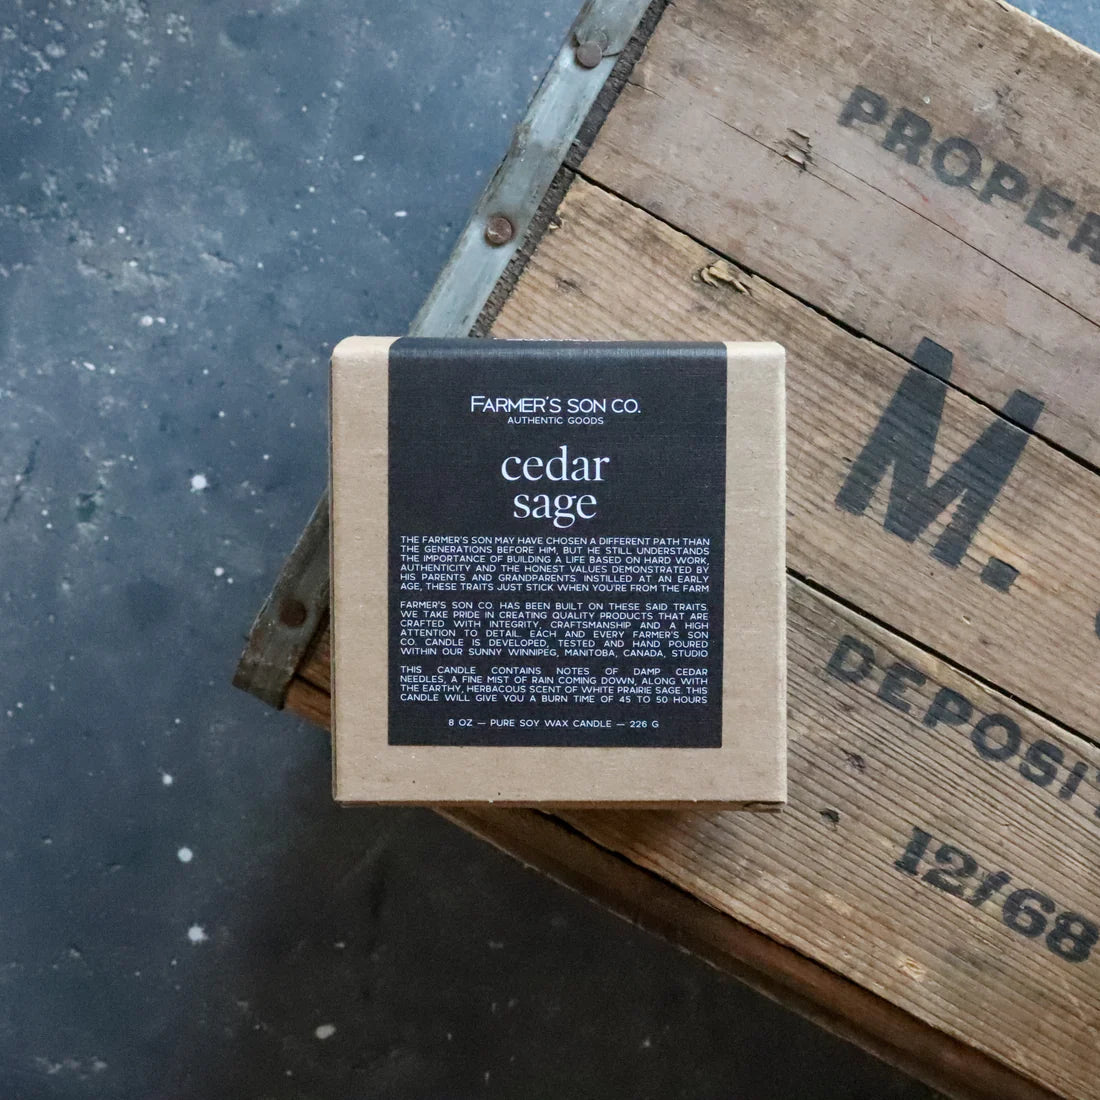 FARMER'S SON CO.
AUTHENTIC GOODS
cedar
sage
THE FARMER'S SON MAY HAVE CHOSEN A DIFFERENT PATH THAN
THE GENERATIONS BEFORE HIM, BUT HE STILL UNDERSTANDS
THE IMPORTANCE OF BUILDING A LIFE BASED ON HARD WORK,
AUTHENTICITY AND THE HONEST VALUES DEMONSTRATED BY
HIS PARENTS AND GRANDPARENTS. INSTILLED AT AN EARLY
AGE, THESE TRAITS JUST STICK WHEN YOU'RE FROM THE FARM
FARMER'S SON CO. HAS BEEN BUILT ON THESE SAID TRAITS.
WE TAKE PRIDE IN CREATING QUALITY PRODUCTS THAT ARE
CRAFTED WITH INTEGRITY, CRAFTSMANSHIP AND A HIGH
ATTENTION TO DETAIL. EACH AND EVERY FARMER'S SON
CO. CANDLE IS DEVELOPED, TESTED AND HAND POURED
WITHIN OUR SUNNY WINNIPEG, MANITOBA, CANADA, STUDIO
THIS CANDLE CONTAINS NOTES OF DAMP CEDAR
NEEDLES, A FINE MIST OF RAIN COMING DOWN, ALONG WITH
THE EARTHY, HERBACOUS SCENT OF WHITE PRAIRIE SAGE. THIS
CANDLE WILL GIVE YOU A BURN TIME OF 45 TO 50 HOURS
8 OZ — PURE SOY WAX CANDLE — 226 G
PROPER
M.
DEPOSI
12/68